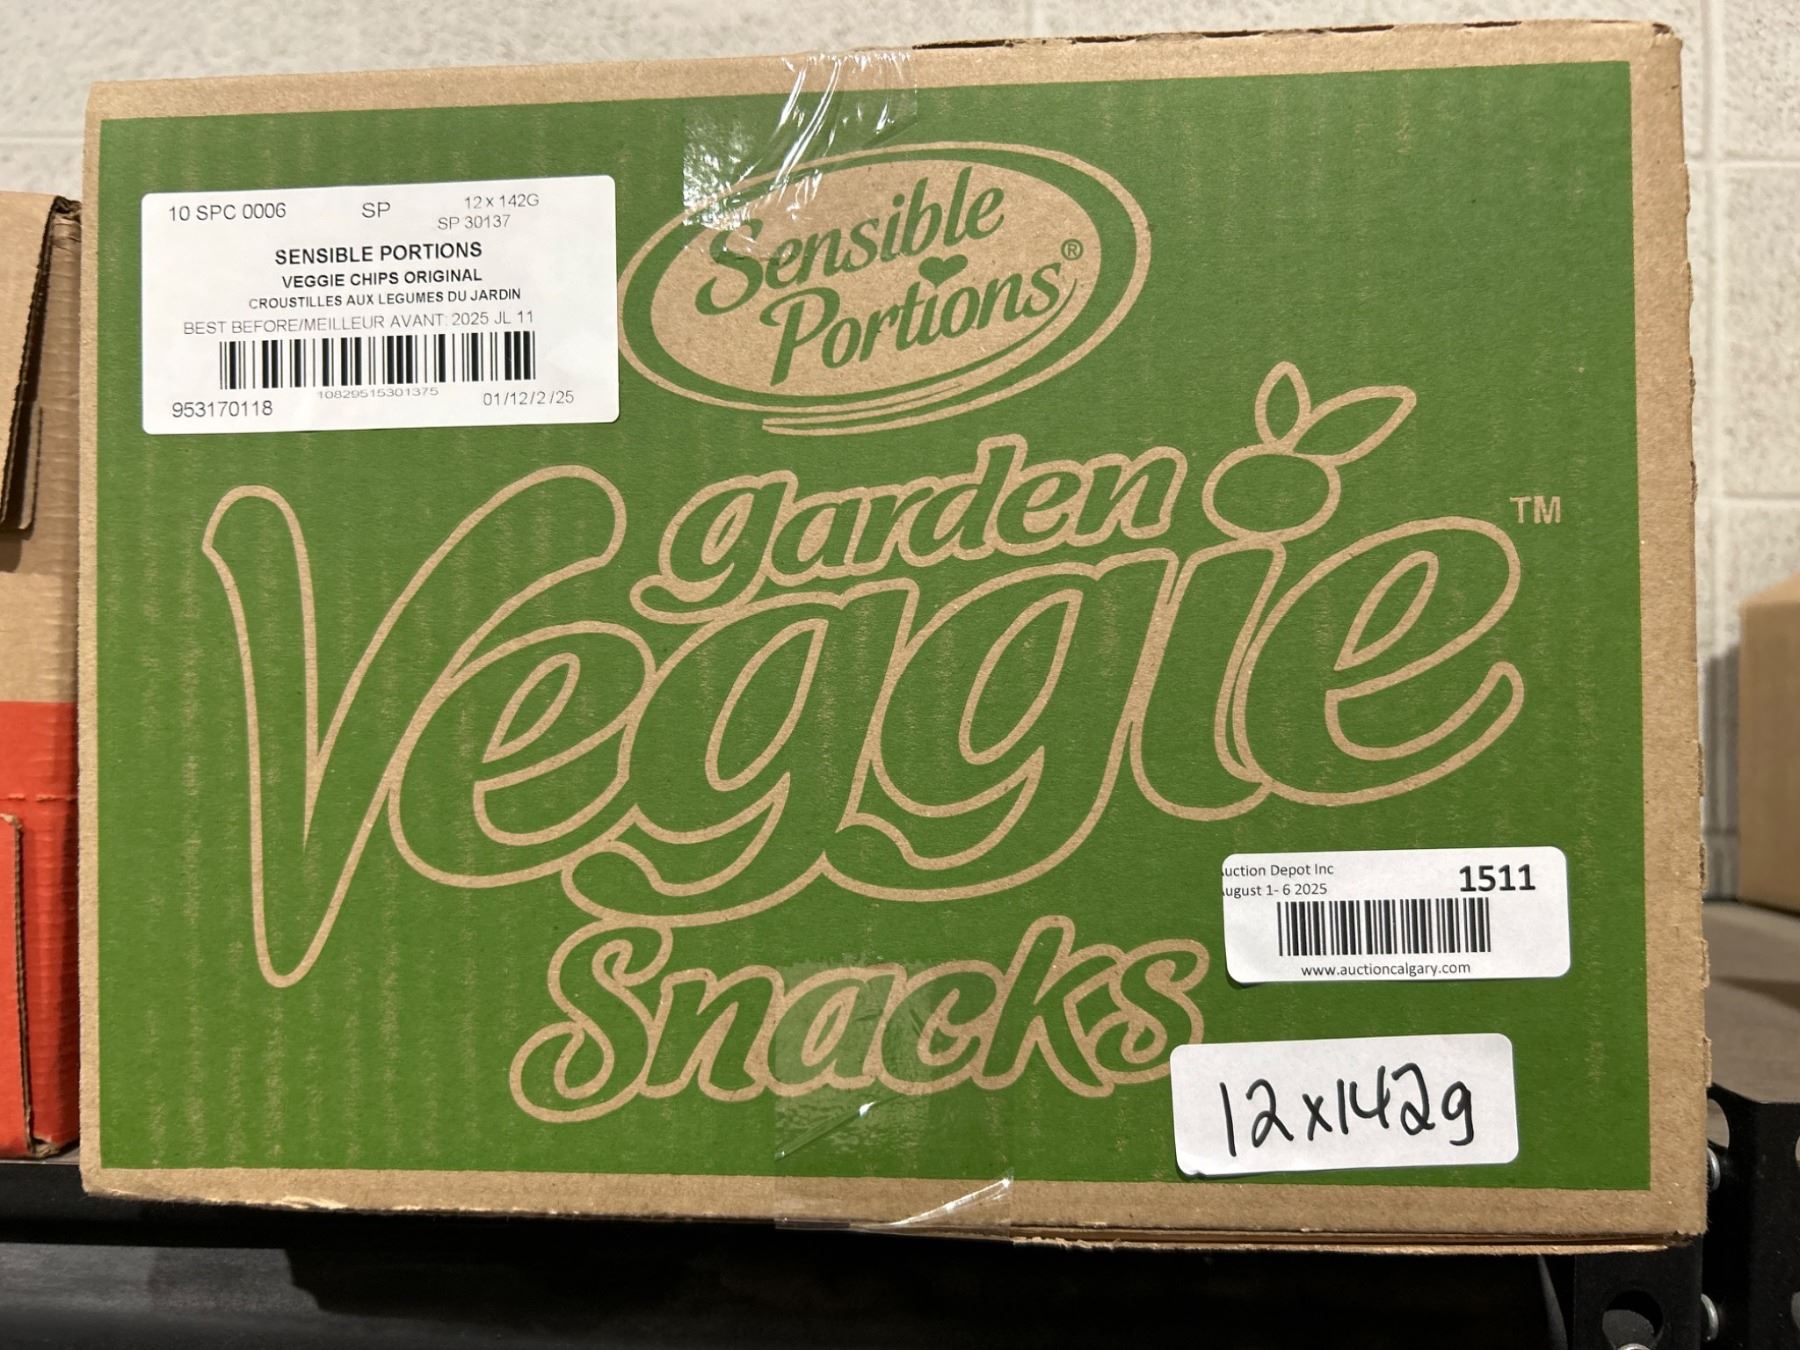 10 SPC 0006 SP 12 x 142G
SP 30137
SENSIBLE PORTIONS
VEGGIE CHIPS ORIGINAL
CROUSTILLES AUX LEGUMES DU JARDIN
BEST BEFORE/MEILLEUR AVANT: 2025 JL 11
10829515301375
953170118 01/12/2/25
Sensible
Portions®
garden
Veggie™
Snacks
uction Depot Inc 1511
ugust 1- 6 2025
www.auctioncalgary.com
12x142g